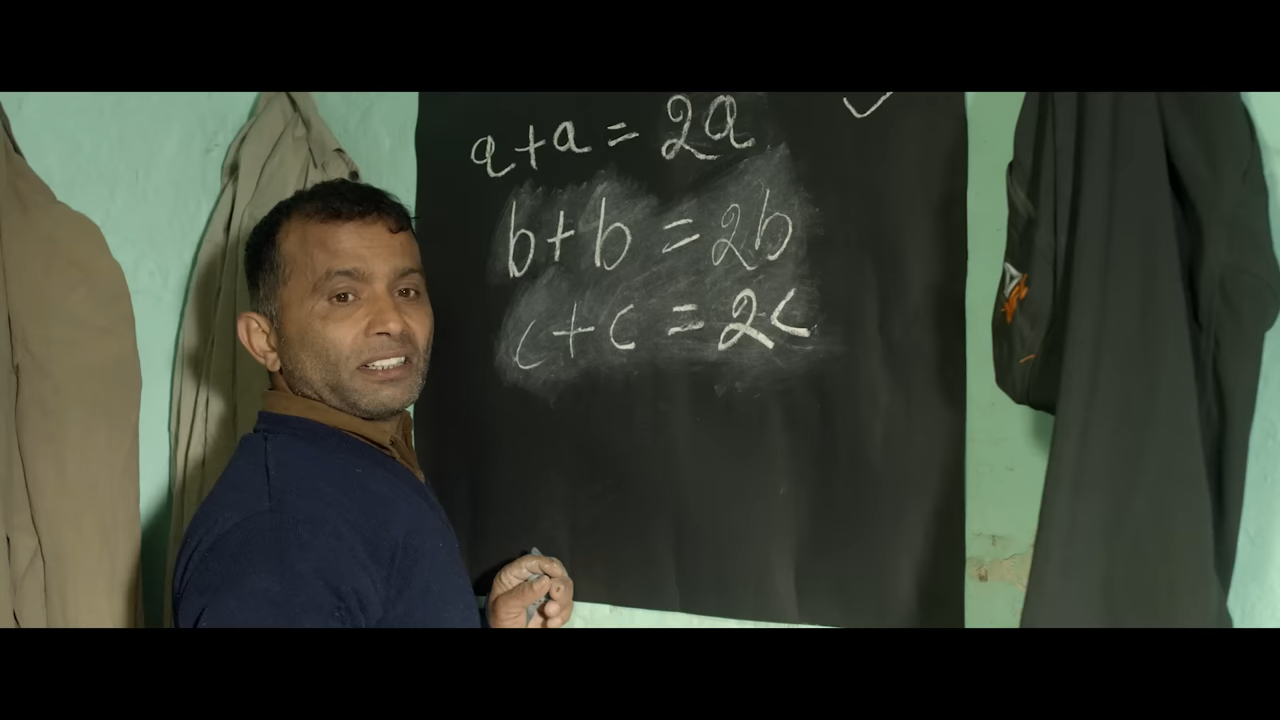 a+a = 2a
b+b = 2b
c+c = 2c